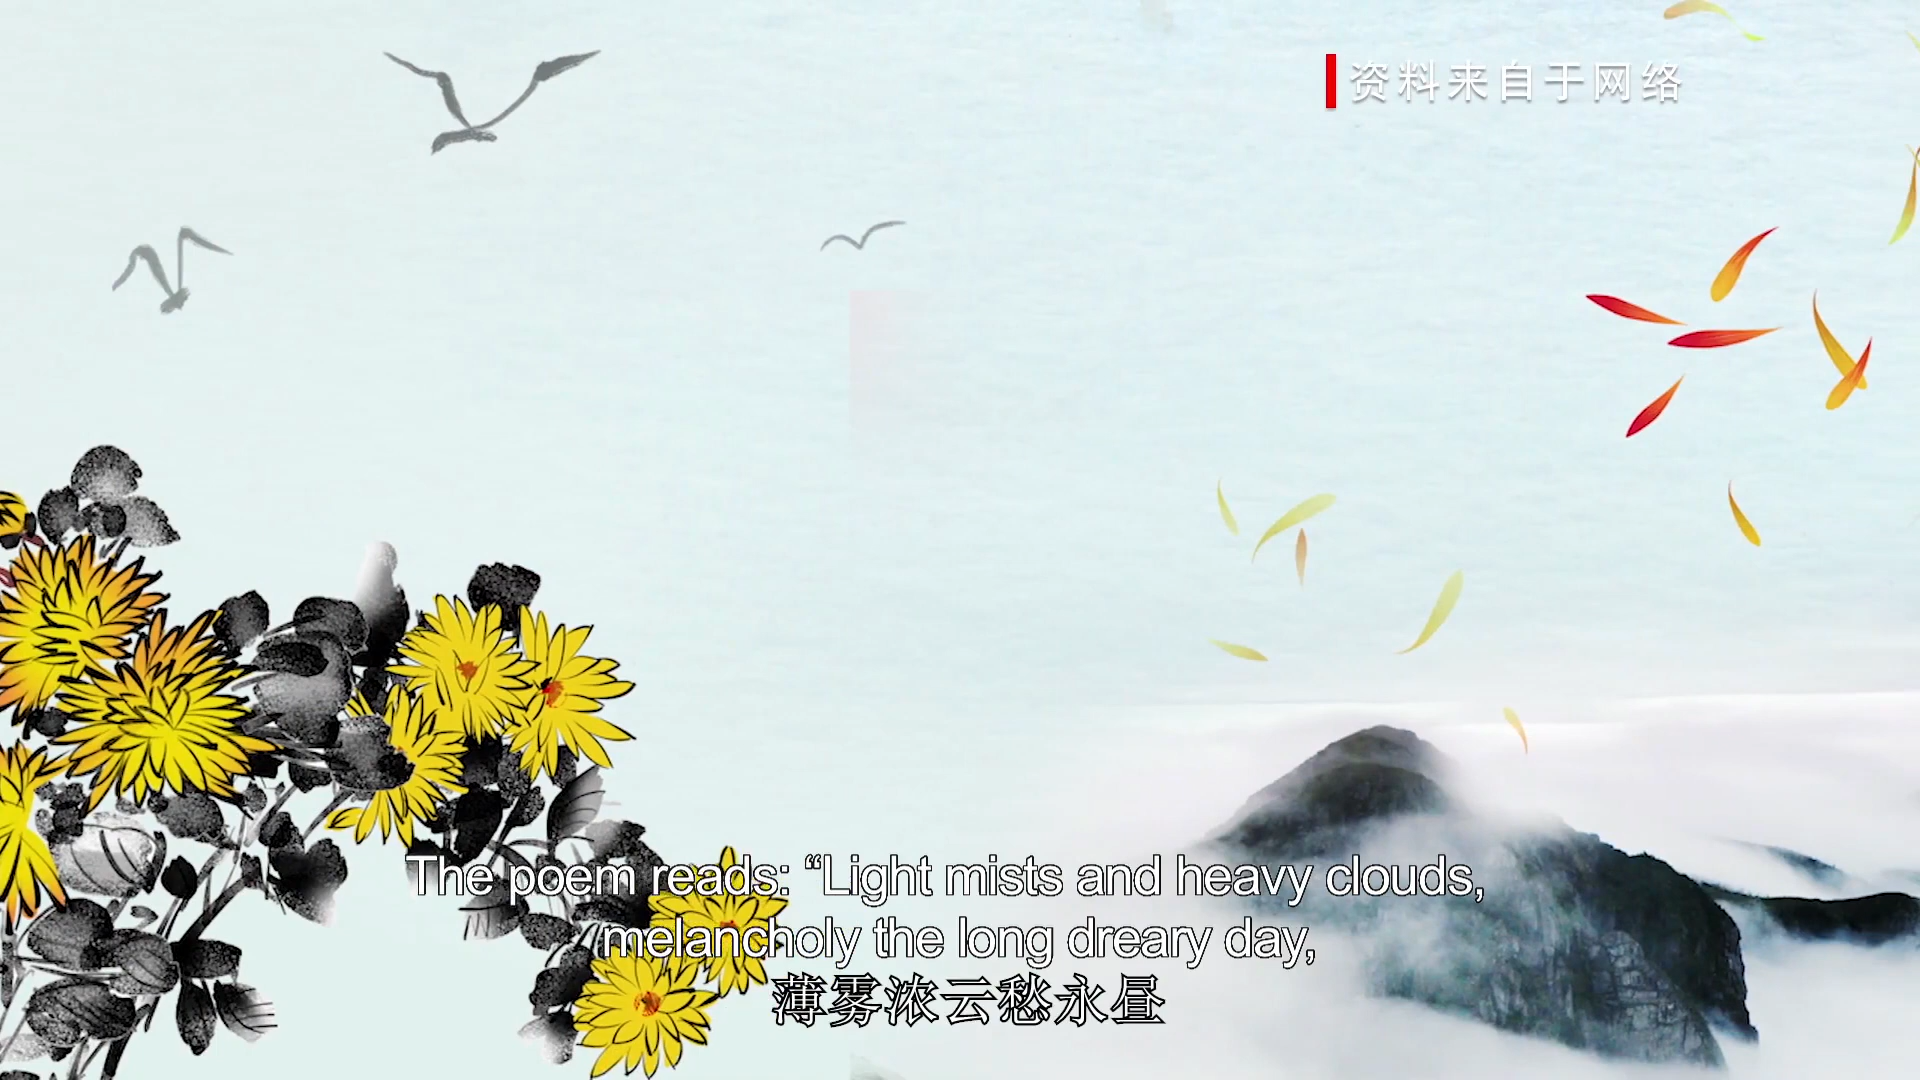 资料来自于网络
The poem reads: “Light mists and heavy clouds,
melancholy the long dreary day,
薄雾浓云愁永昼